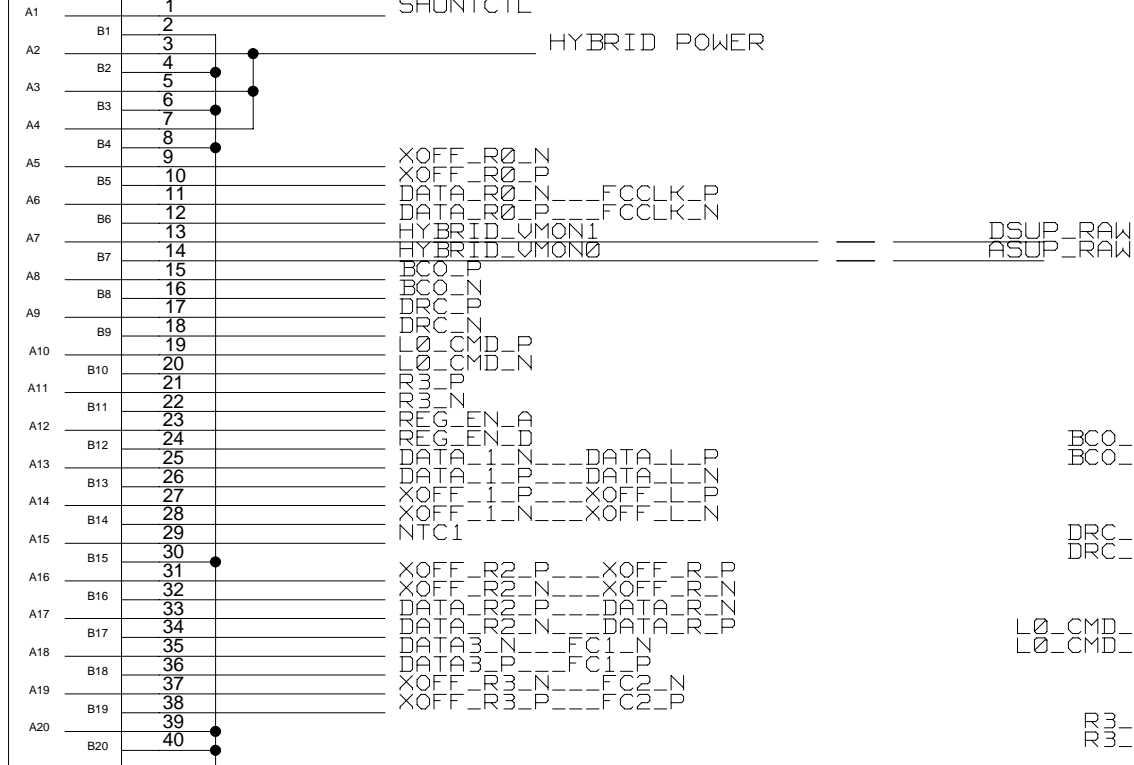 A1 1 SHUNTCTL
B1 2
A2 3 HYBRID POWER
B2 4
A3 5
B3 6
A4 7
B4 8
A5 9 XOFF_R0_N
B5 10 XOFF_R0_P
A6 11 DATA_R0_N___FCCLK_P
B6 12 DATA_R0_P___FCCLK_N
A7 13 HYBRID_VMON1 DSUP_RAW
B7 14 HYBRID_VMON0 ASUP_RAW
A8 15 BCO_P
B8 16 BCO_N
A9 17 DRC_P
B9 18 DRC_N
A10 19 L0_CMD_P
B10 20 L0_CMD_N
A11 21 R3_P
B11 22 R3_N
A12 23 REG_EN_A
B12 24 REG_EN_D BCO_
A13 25 DATA_1_N___DATA_L_P BCO_
B13 26 DATA_1_P___DATA_L_N
A14 27 XOFF_1_P___XOFF_L_P
B14 28 XOFF_1_N___XOFF_L_N
A15 29 NTC1 DRC_
B15 30 DRC_
A16 31 XOFF_R2_P___XOFF_R_P
B16 32 XOFF_R2_N___XOFF_R_N
A17 33 DATA_R2_P___DATA_R_N
B17 34 DATA_R2_N___DATA_R_P L0_CMD_
A18 35 DATA3_N___FC1_N L0_CMD_
B18 36 DATA3_P___FC1_P
A19 37 XOFF_R3_N___FC2_N
B19 38 XOFF_R3_P___FC2_P
A20 39 R3_
B20 40 R3_